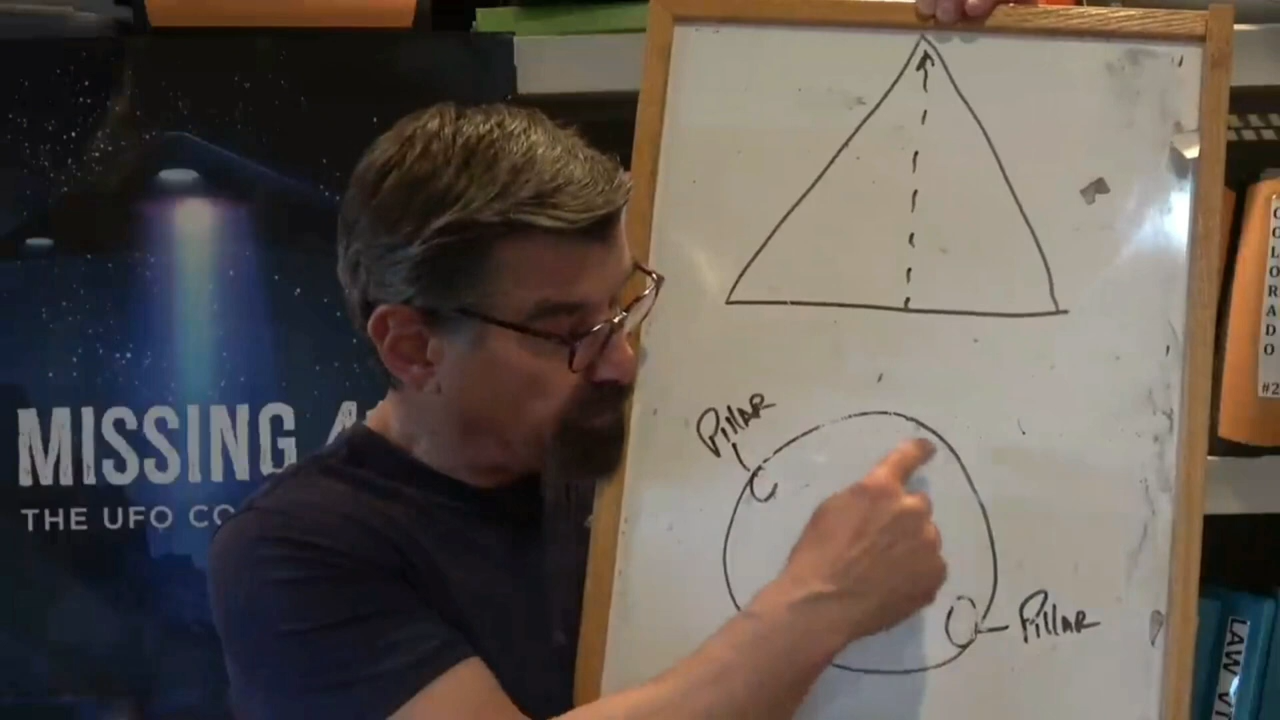 MISSING 4
THE UFO CO
PillAR
PillAR
COLORADO
#2
LAW